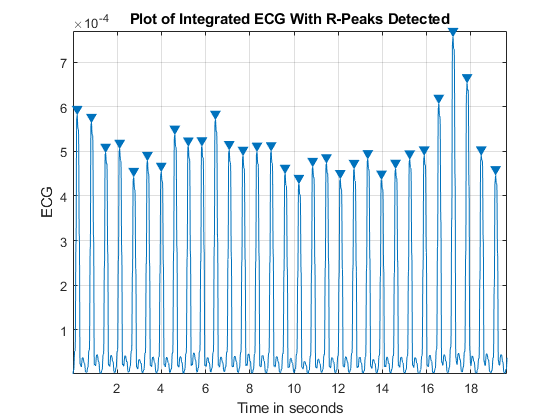 Plot of Integrated ECG With R-Peaks Detected
×10⁻⁴
7
6
5
4
3
2
1
ECG
2 4 6 8 10 12 14 16 18
Time in seconds